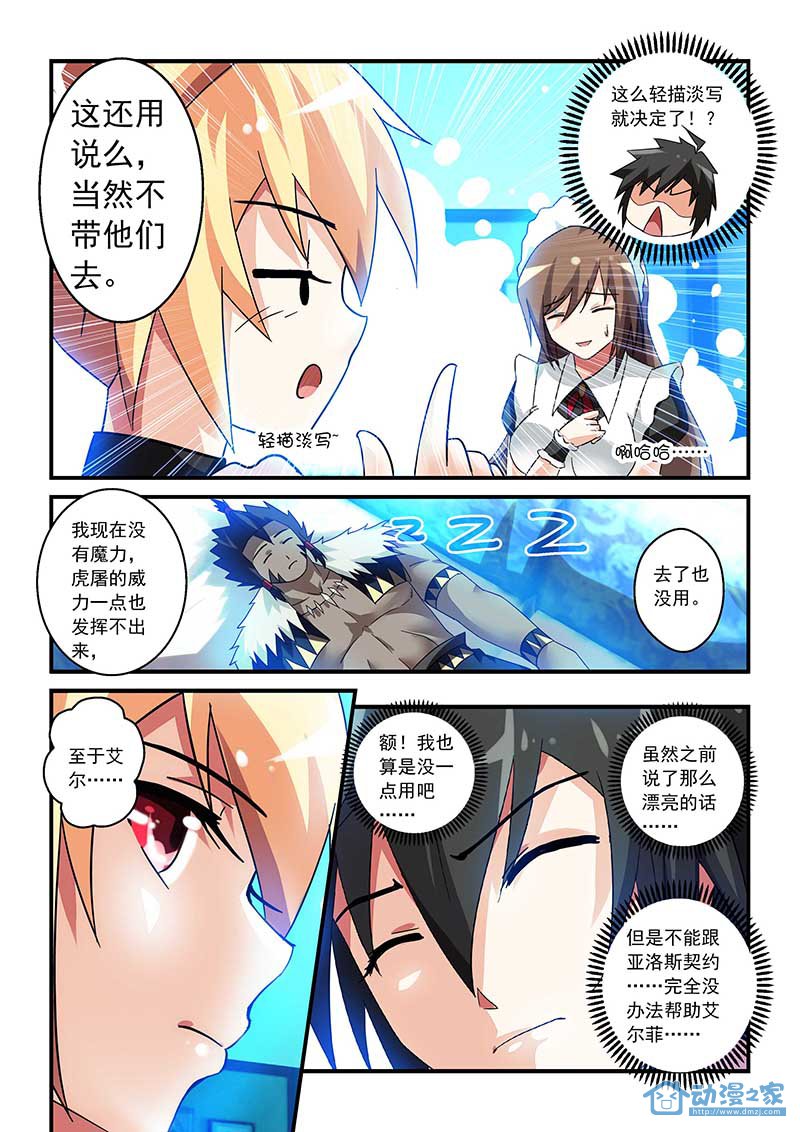 这还用
说么，
当然不
带他们
去。
这么轻描淡写
就决定了！？
轻描淡写~
啊哈哈……
我现在没
有魔力，
虎屠的威
力一点也
发挥不出
来，
ZZZ
去了也
没用。
至于艾
尔……
额！我也
算是没一
点用吧
……
虽然之前
说了那么
漂亮的话
但是不能跟
亚洛斯契约
……完全没
办法帮助艾
尔菲……
动漫之家
http://www.dmzj.com